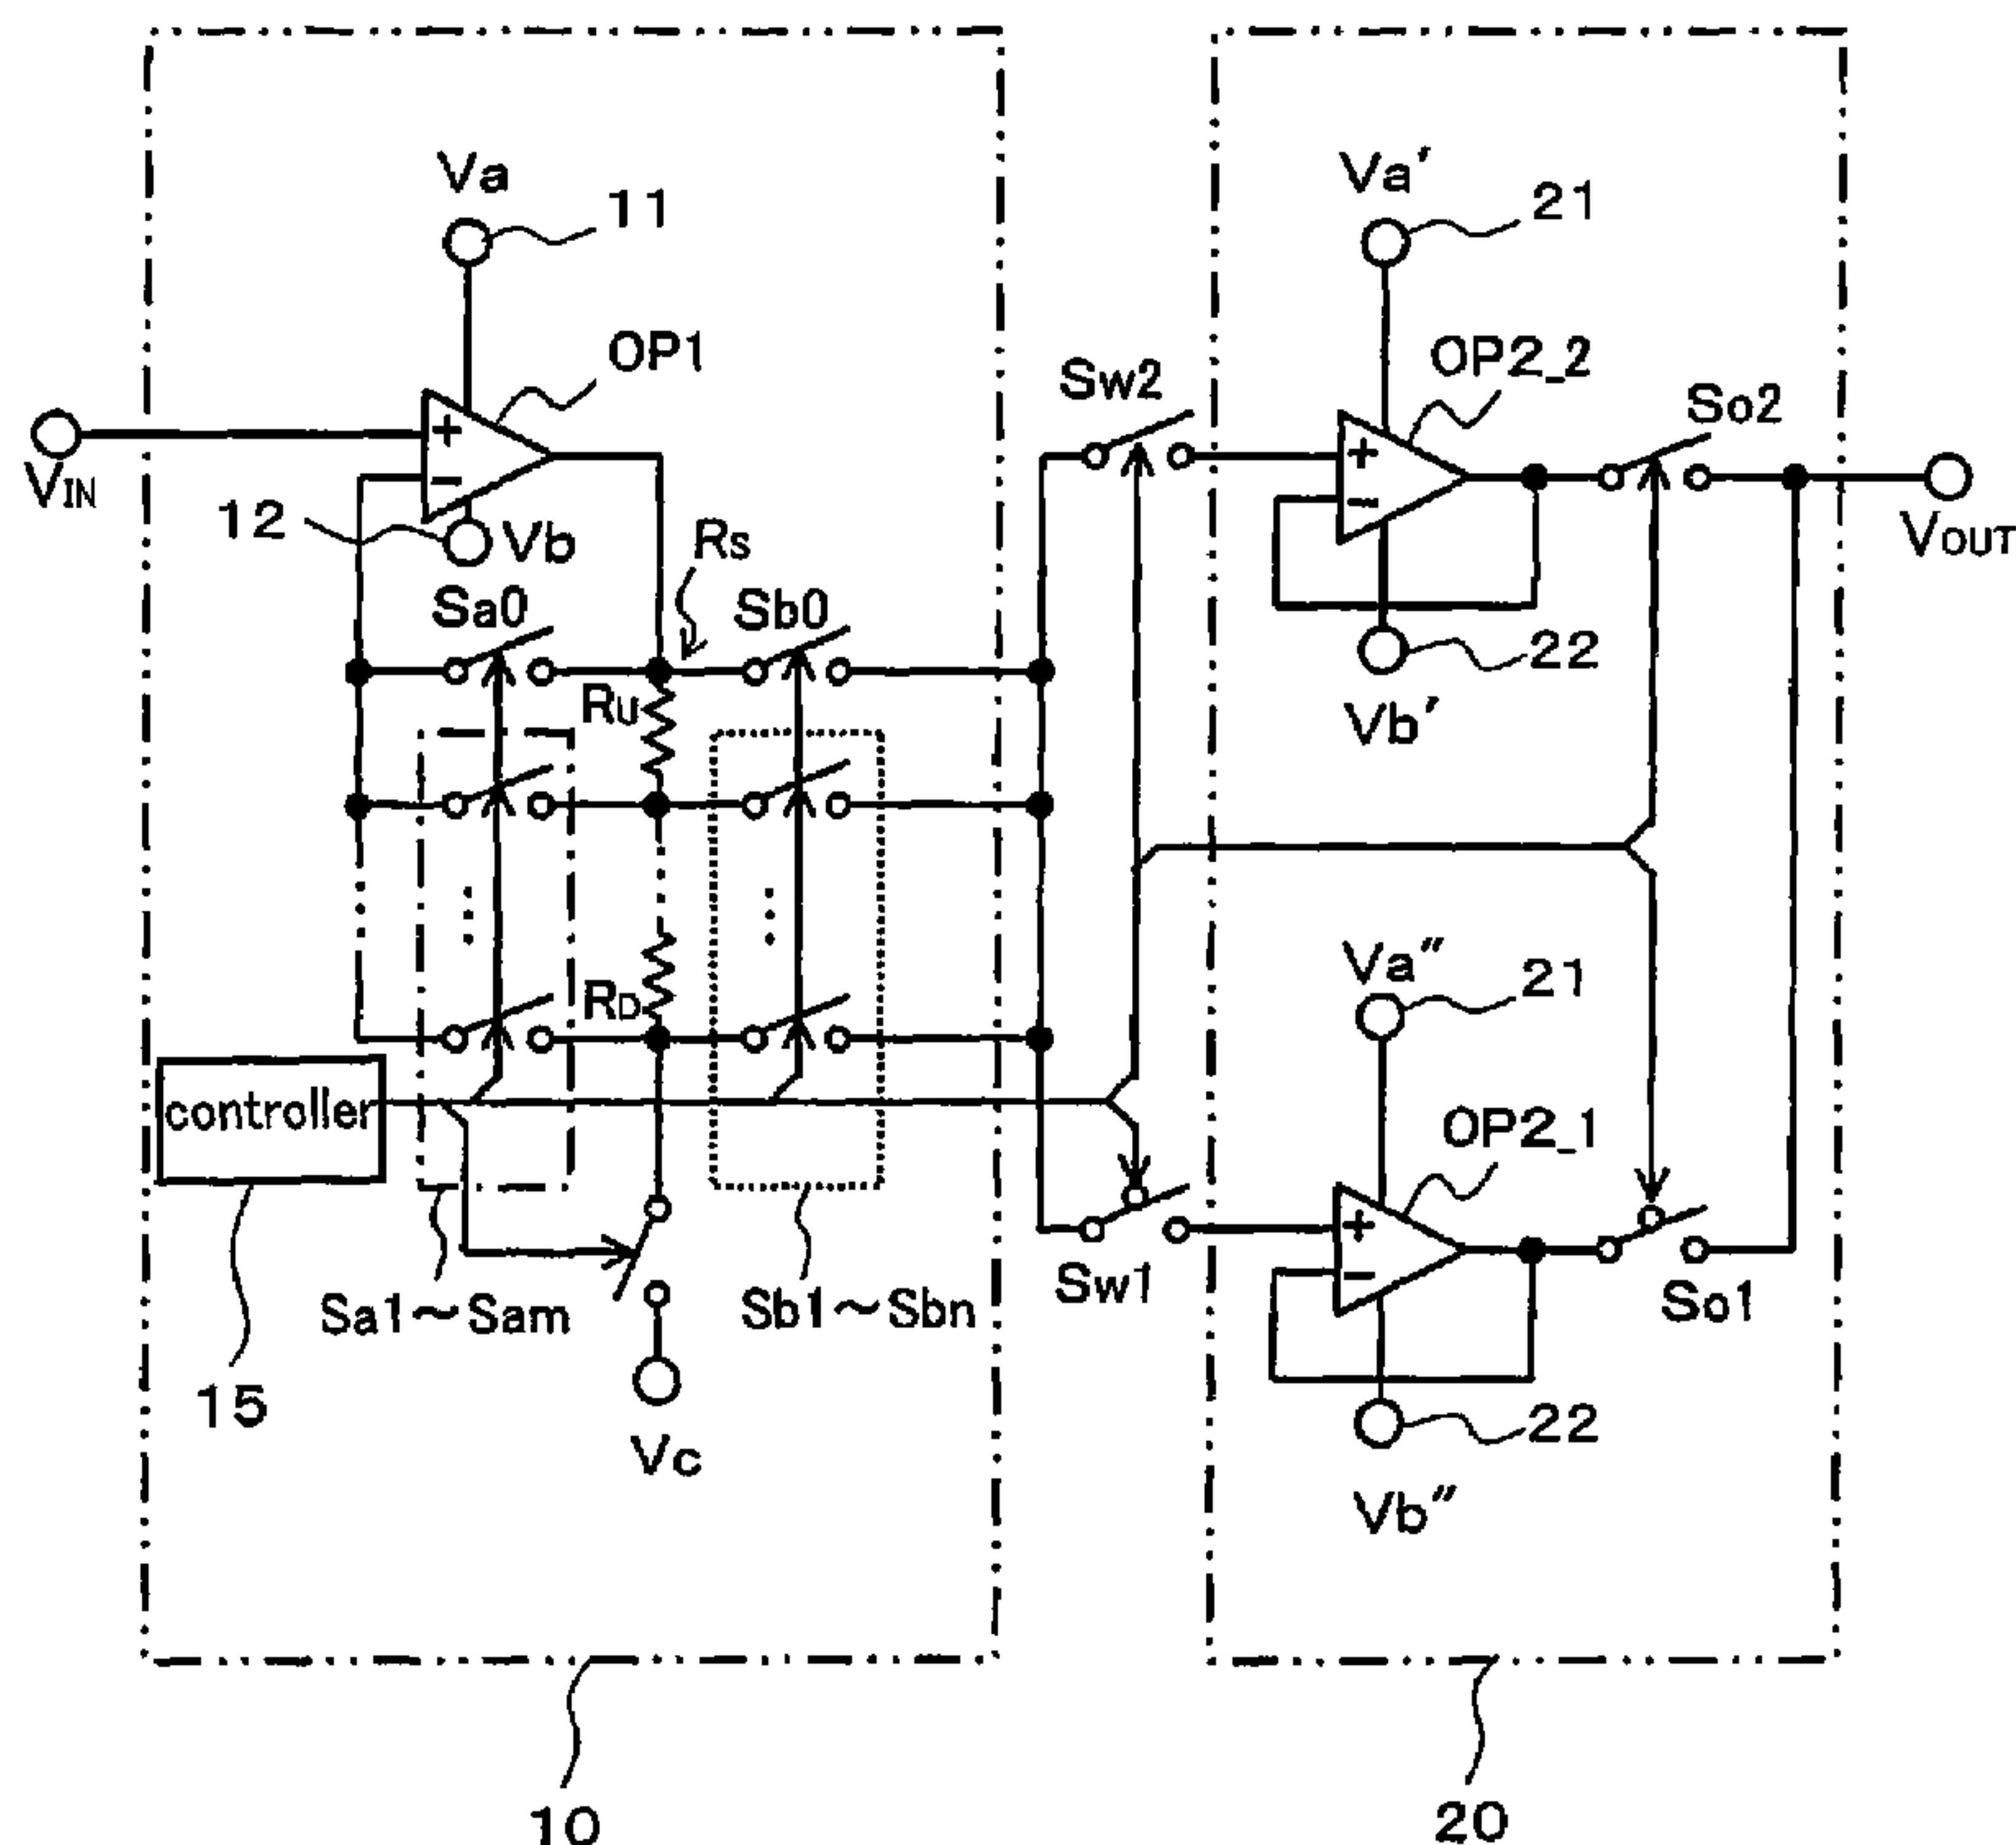 Va
11
Va′
21
OP1
OP2_2
Sw2
So2
VIN
+
−
12
Vb
Rs
+
−
VOUT
Sa0
Sb0
RU
22
Vb′
Va″
21
RD
controller
OP2_1
+
−
Sw1
So1
Sa1～Sam
Sb1～Sbn
15
Vc
22
Vb″
10
20